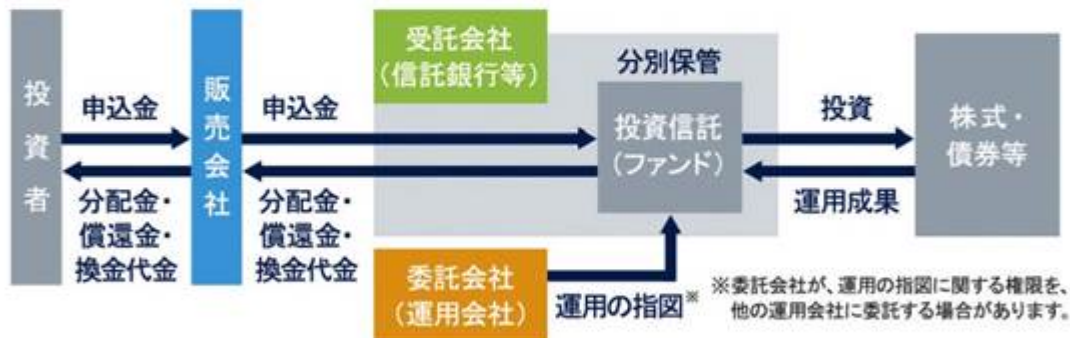 投資者
申込金
分配金・
償還金・
換金代金
販売会社
申込金
分配金・
償還金・
換金代金
受託会社
(信託銀行等)
分別保管
投資信託
(ファンド)
委託会社
(運用会社)
運用の指図※
投資
運用成果
株式・
債券等
※委託会社が、運用の指図に関する権限を、
他の運用会社に委託する場合があります。